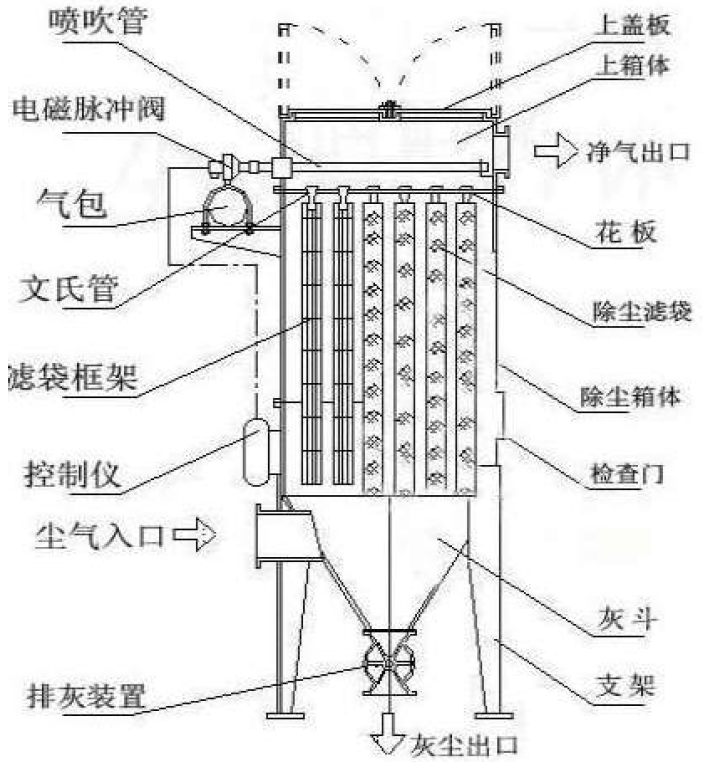 喷吹管
上盖板
上箱体
电磁脉冲阀
净气出口
气包
花板
文氏管
除尘滤袋
滤袋框架
除尘箱体
控制仪
检查门
尘气入口
灰斗
支架
排灰装置
灰尘出口